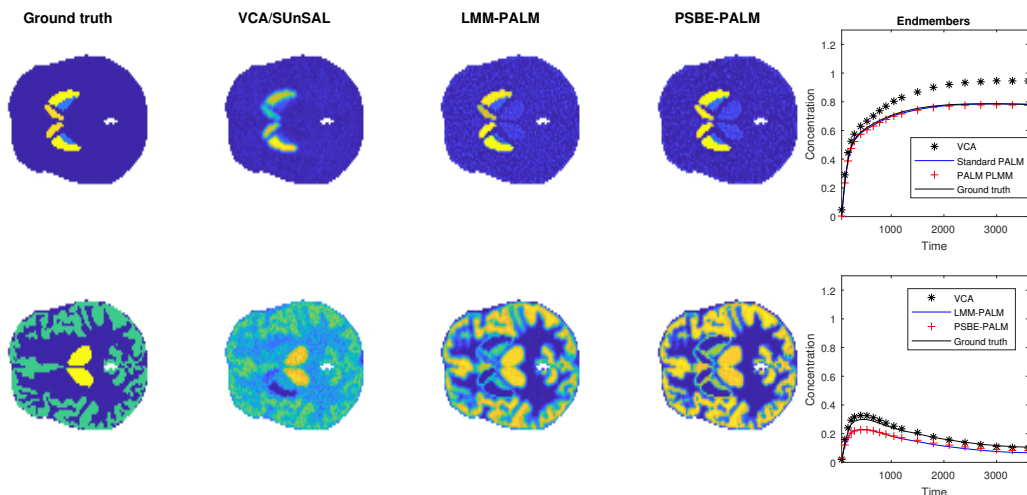 Ground truth
VCA/SUnSAL
LMM-PALM
PSBE-PALM
Endmembers
Concentration
1.2
1
0.8
0.6
0.4
0.2
0
VCA
Standard PALM
PALM PLMM
Ground truth
1000
2000
3000
Time
Concentration
1.2
1
0.8
0.6
0.4
0.2
0
VCA
LMM-PALM
PSBE-PALM
Ground truth
1000
2000
3000
Time